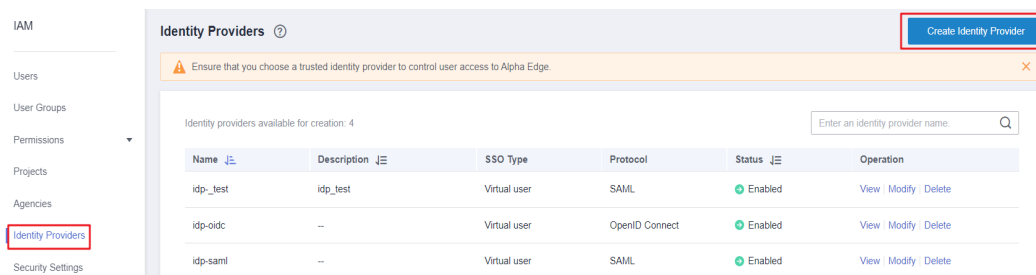 IAM
Users
User Groups
Permissions
Projects
Agencies
Identity Providers
Security Settings
Identity Providers
Create Identity Provider
Ensure that you choose a trusted identity provider to control user access to Alpha Edge.
Identity providers available for creation: 4
Enter an identity provider name.
Name Description SSO Type Protocol Status Operation
idp-_test idp_test Virtual user SAML Enabled View | Modify | Delete
idp-oidc -- Virtual user OpenID Connect Enabled View | Modify | Delete
idp-saml -- Virtual user SAML Enabled View | Modify | Delete